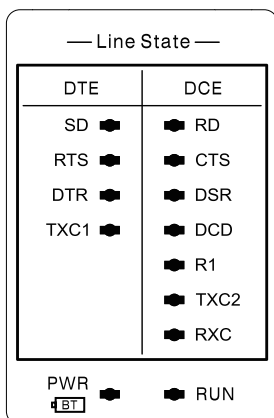 Line State
DTE DCE
SD RD
RTS CTS
DTR DSR
TXC1 DCD
R1
TXC2
RXC
PWR RUN
BT